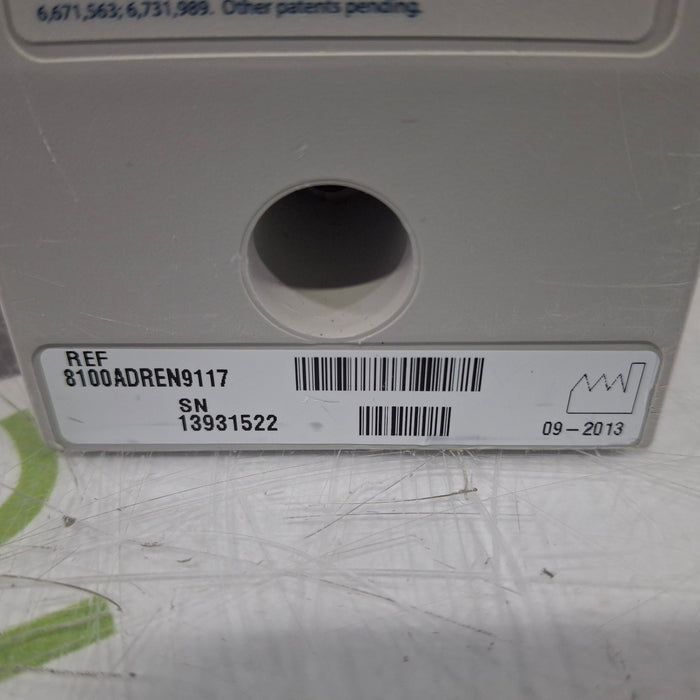 6,671,563; 6,731,989. Other patents pending.
REF
8100ADREN9117
SN
13931522
09-2013